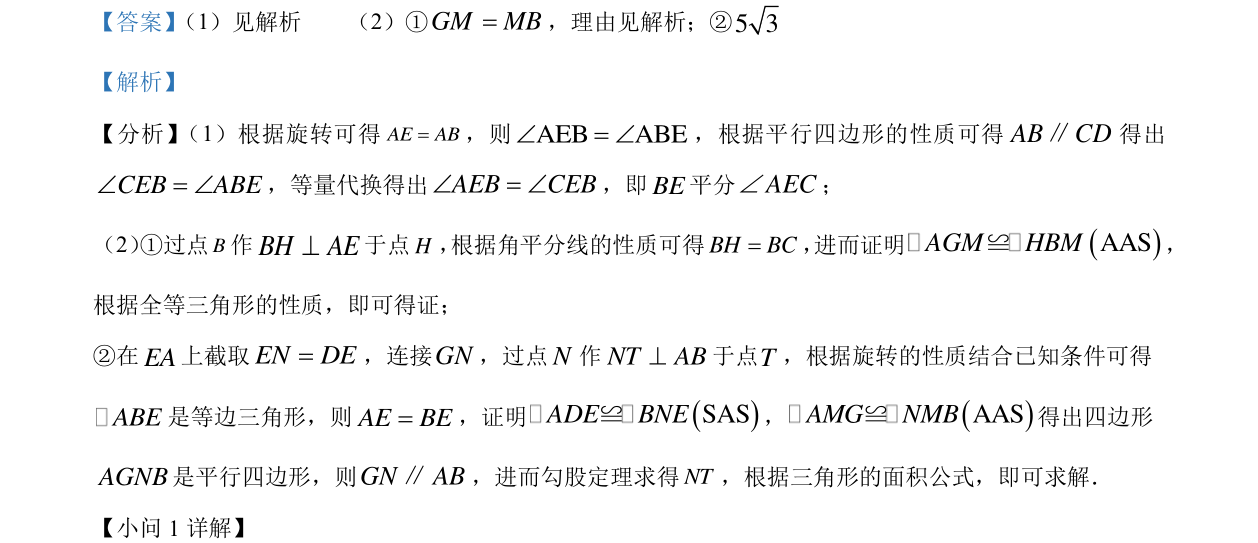 【答案】（1）见解析　　（2）①GM = MB，理由见解析；②5√3
【解析】
【分析】（1）根据旋转可得 AE = AB，则∠AEB = ∠ABE，根据平行四边形的性质可得 AB // CD 得出
∠CEB = ∠ABE，等量代换得出∠AEB = ∠CEB，即 BE 平分∠AEC；
（2）①过点 B 作 BH ⊥ AE 于点 H，根据角平分线的性质可得 BH = BC，进而证明□AGM≌□HBM (AAS)，
根据全等三角形的性质，即可得证；
②在 EA 上截取 EN = DE，连接GN，过点 N 作 NT ⊥ AB 于点T，根据旋转的性质结合已知条件可得
□ABE 是等边三角形，则 AE = BE，证明□ADE≌□BNE(SAS)，□AMG≌□NMB(AAS)得出四边形
AGNB 是平行四边形，则GN // AB，进而勾股定理求得 NT，根据三角形的面积公式，即可求解．
【小问 1 详解】